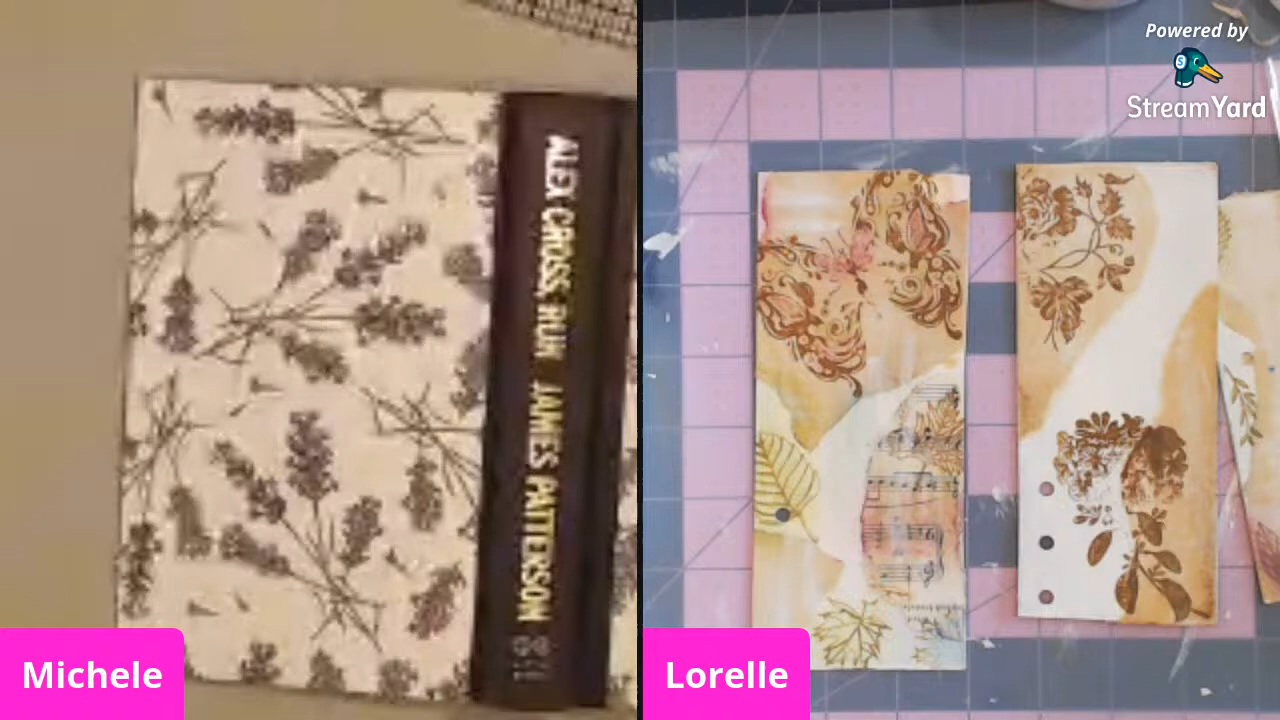 Powered by
StreamYard
ALEX CROSS, RUN JAMES PATTERSON
Michele
Lorelle